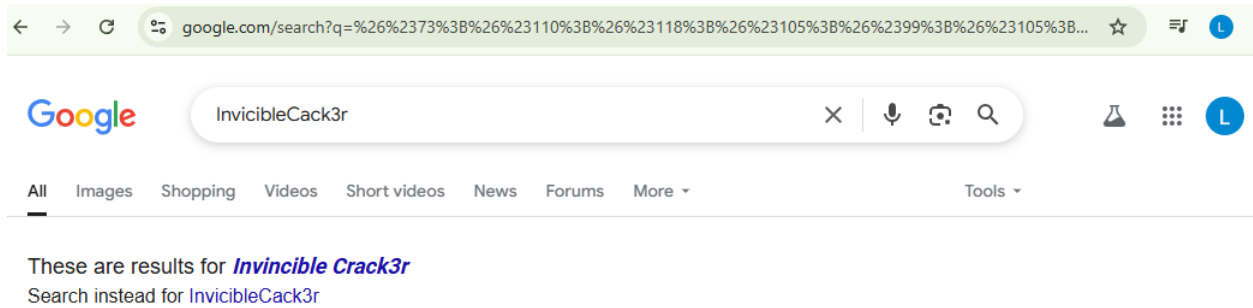 google.com/search?q=%26%2373%3B%26%23110%3B%26%23118%3B%26%23105%3B%26%2399%3B%26%23105%3B... L
Google InvicibleCack3r L
All Images Shopping Videos Short videos News Forums More Tools
These are results for Invincible Crack3r
Search instead for InvicibleCack3r